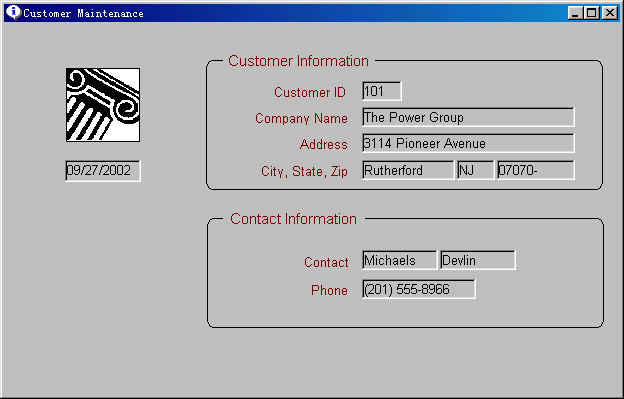 Customer Maintenance
09/27/2002
Customer Information
Customer ID 101
Company Name The Power Group
Address 3114 Pioneer Avenue
City, State, Zip Rutherford NJ 07070-
Contact Information
Contact Michaels Devlin
Phone (201) 555-8966